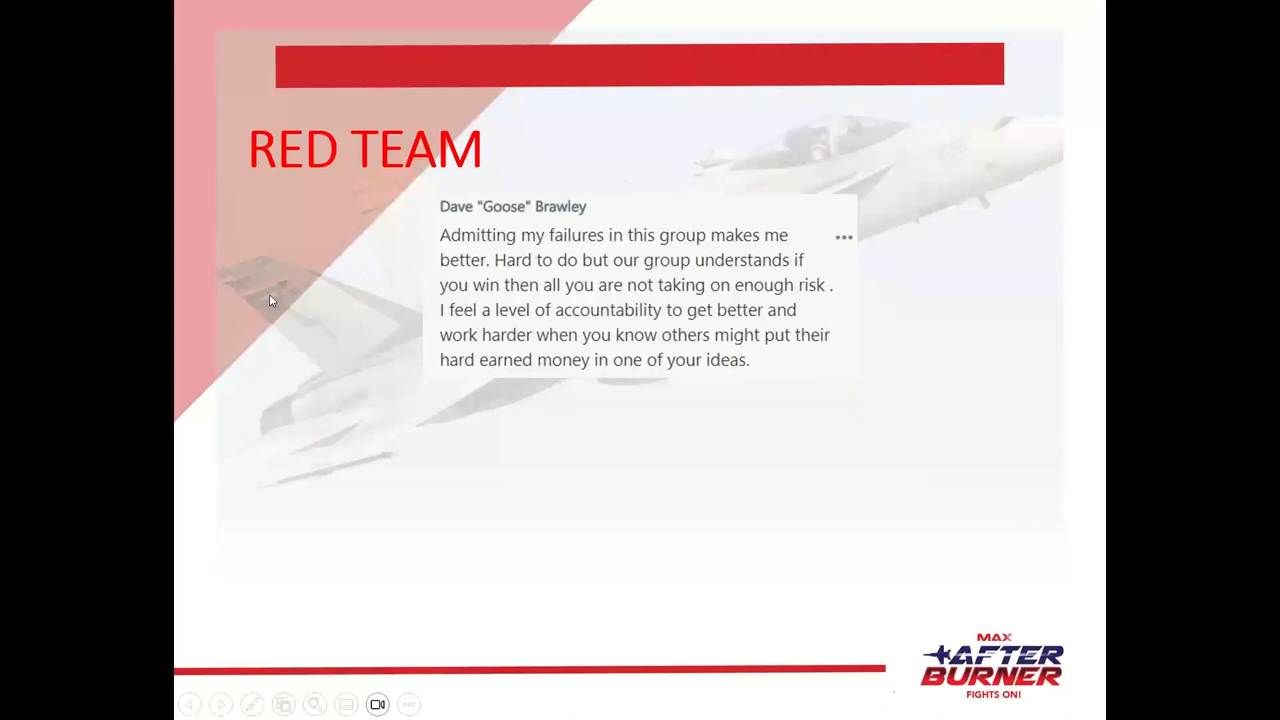 RED TEAM
Dave "Goose" Brawley
Admitting my failures in this group makes me
better. Hard to do but our group understands if
you win then all you are not taking on enough risk .
I feel a level of accountability to get better and
work harder when you know others might put their
hard earned money in one of your ideas.
MAX
AFTER
BURNER
FIGHTS ON!